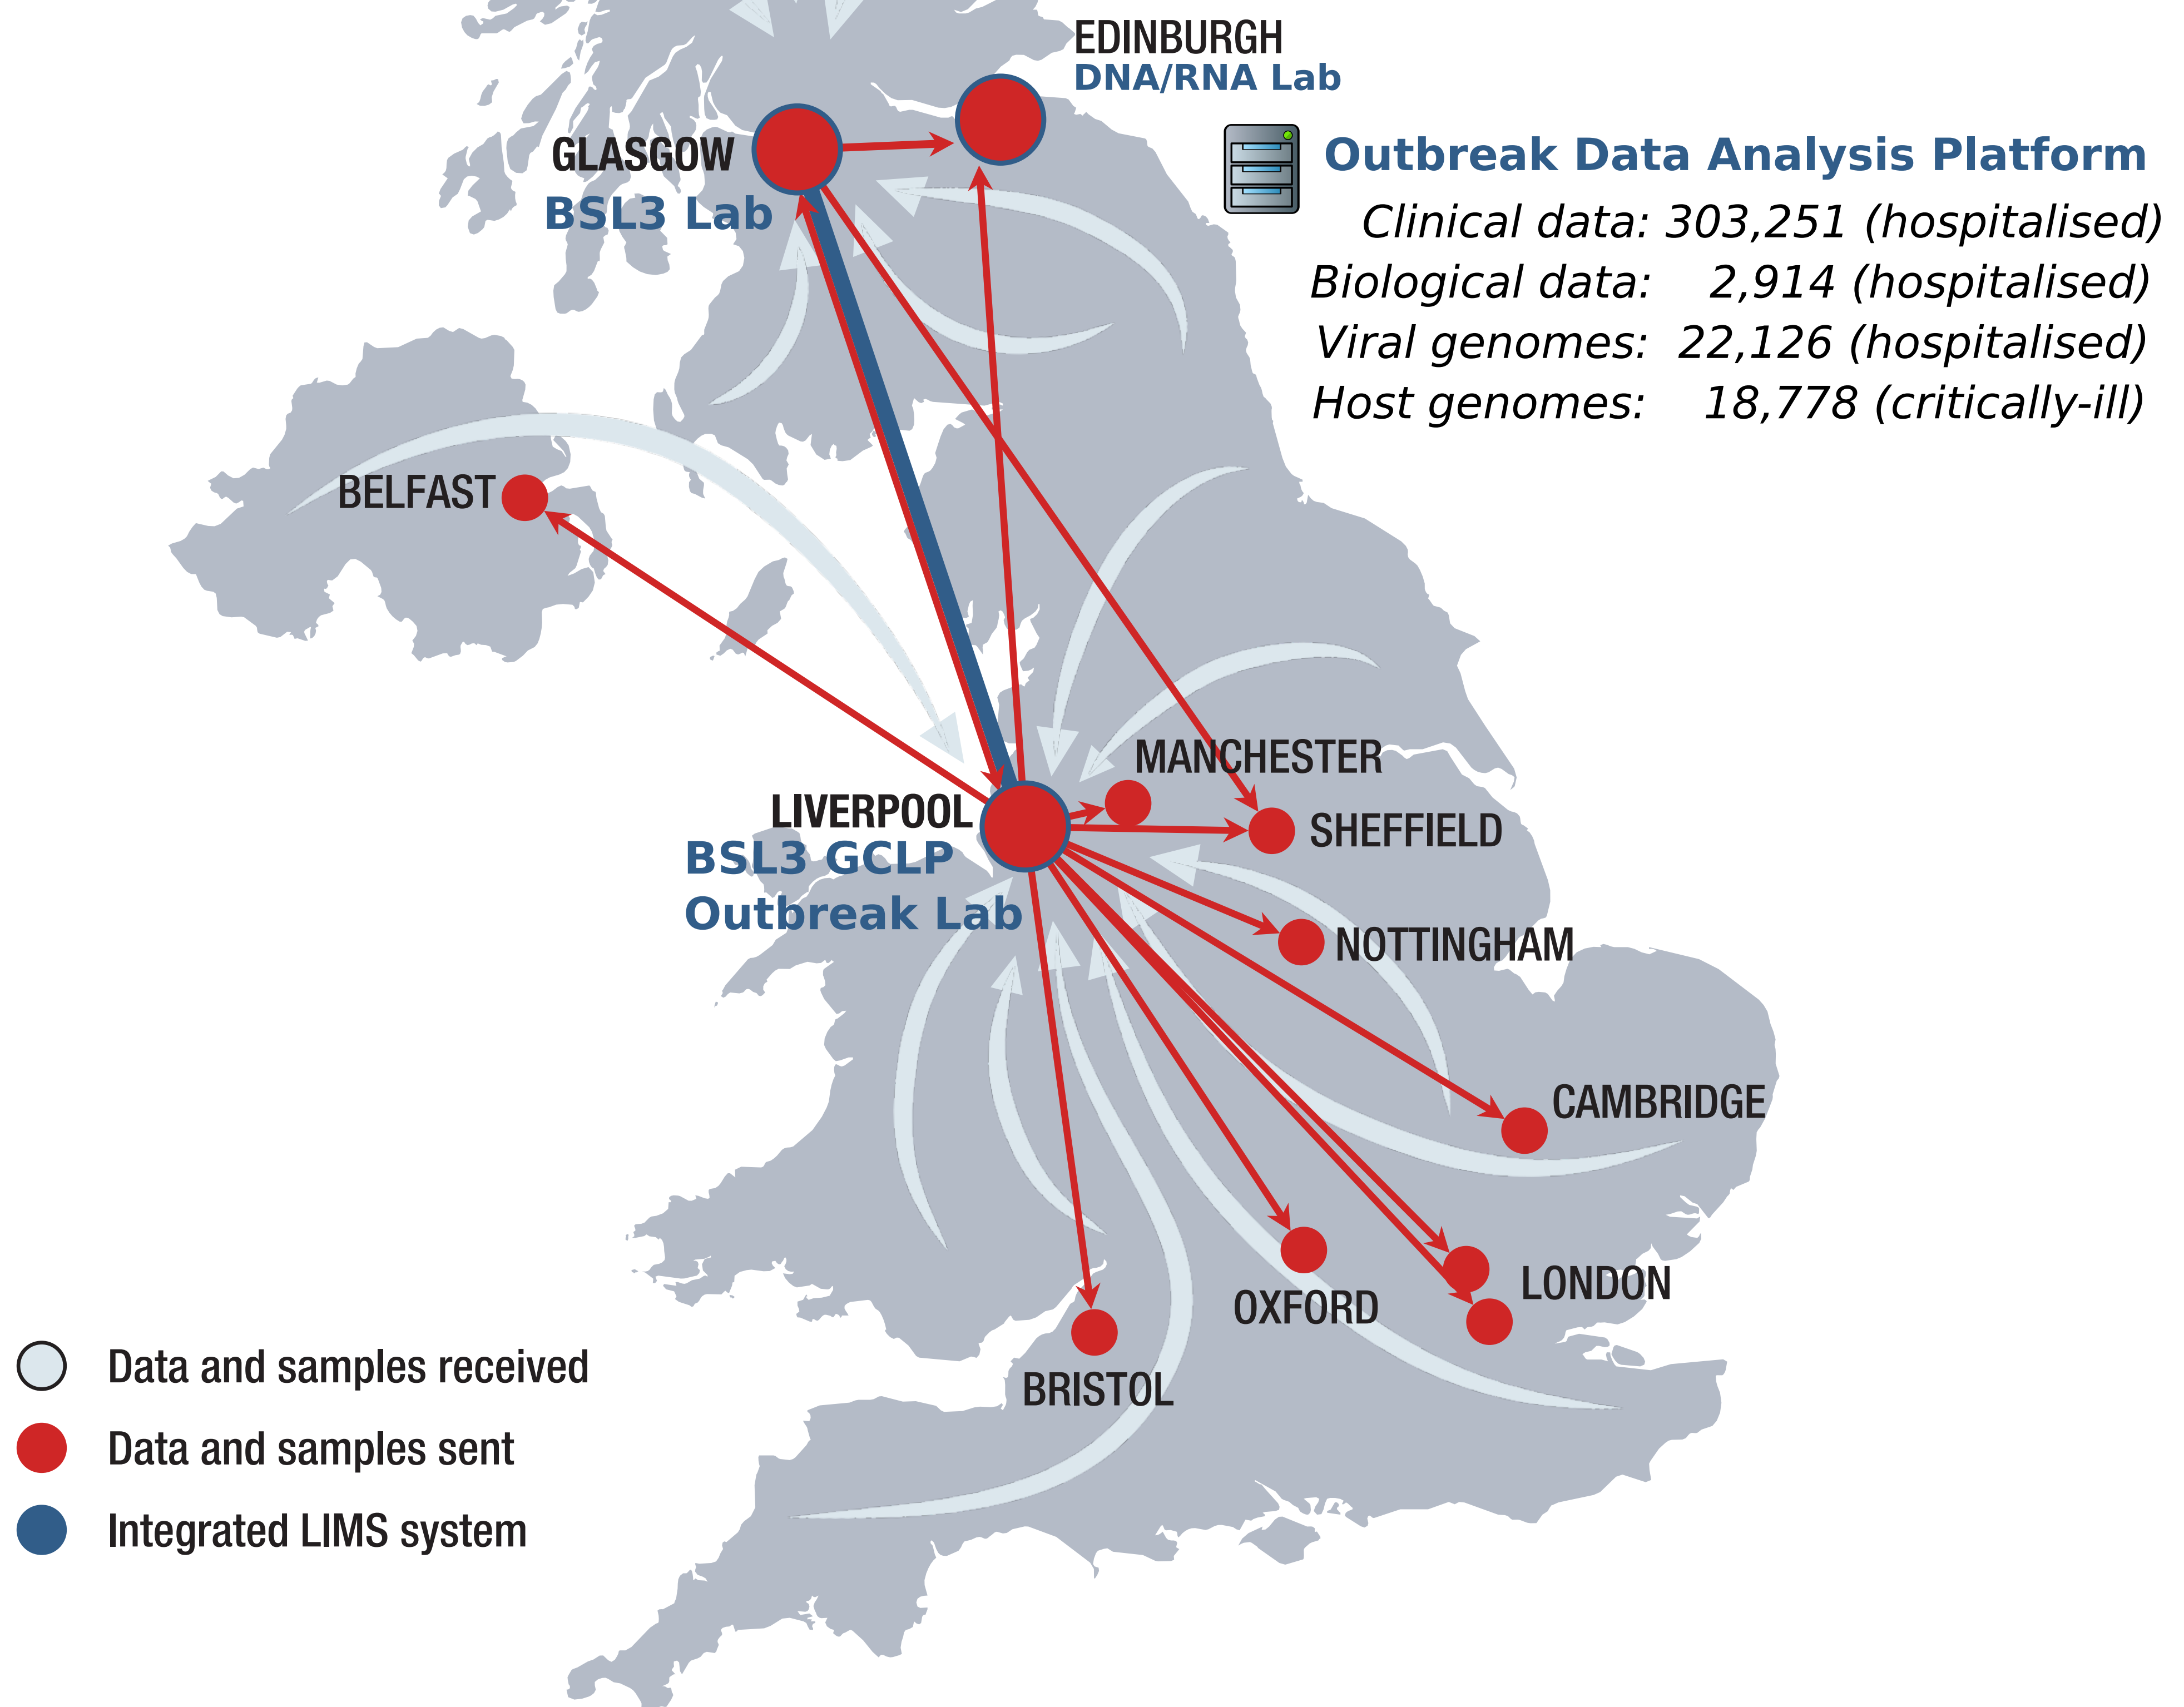 EDINBURGH
DNA/RNA Lab
GLASGOW
BSL3 Lab
Outbreak Data Analysis Platform
Clinical data: 303,251 (hospitalised)
Biological data: 2,914 (hospitalised)
Viral genomes: 22,126 (hospitalised)
Host genomes: 18,778 (critically-ill)
BELFAST
MANCHESTER
LIVERPOOL
BSL3 GCLP
Outbreak Lab
SHEFFIELD
NOTTINGHAM
CAMBRIDGE
LONDON
OXFORD
BRISTOL
Data and samples received
Data and samples sent
Integrated LIMS system